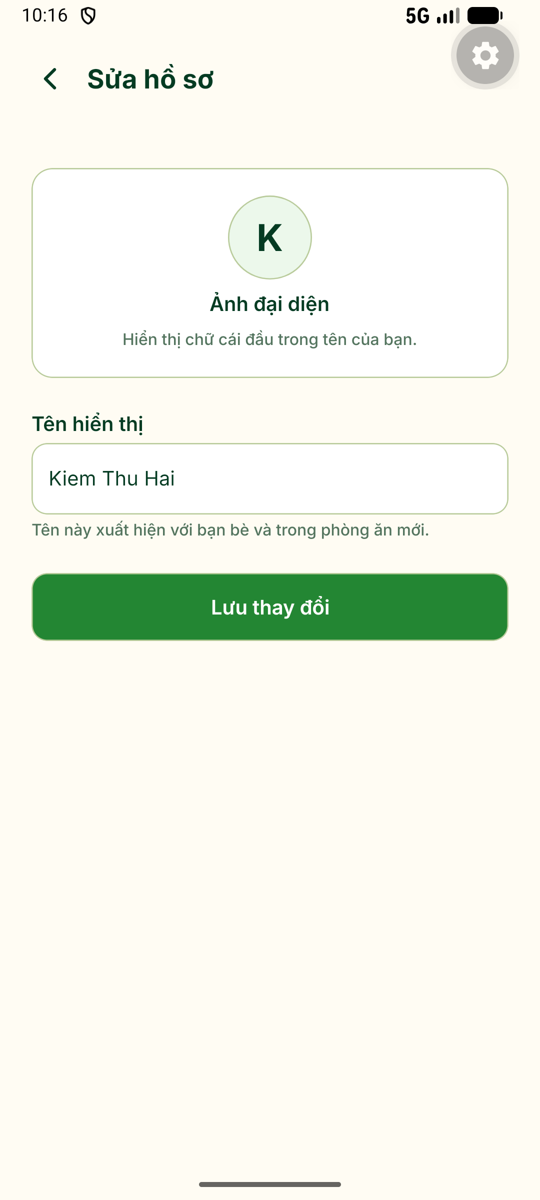 10:16
5G
Sửa hồ sơ
K
Ảnh đại diện
Hiển thị chữ cái đầu trong tên của bạn.
Tên hiển thị
Kiem Thu Hai
Tên này xuất hiện với bạn bè và trong phòng ăn mới.
Lưu thay đổi